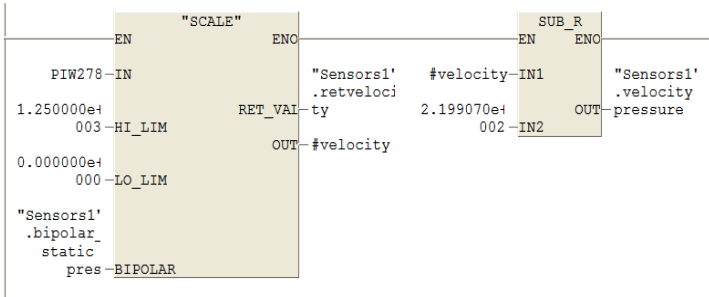 "SCALE"
EN ENO
PIW278 IN
1.250000e+
003 HI_LIM
0.000000e+
000 LO_LIM
"Sensors1'
.bipolar_
static
pres BIPOLAR
"Sensors1'
.retveloci
RET_VAL ty
OUT #velocity
SUB_R
EN ENO
#velocity IN1
2.199070e+
002 IN2
"Sensors1'
.velocity
OUT pressure